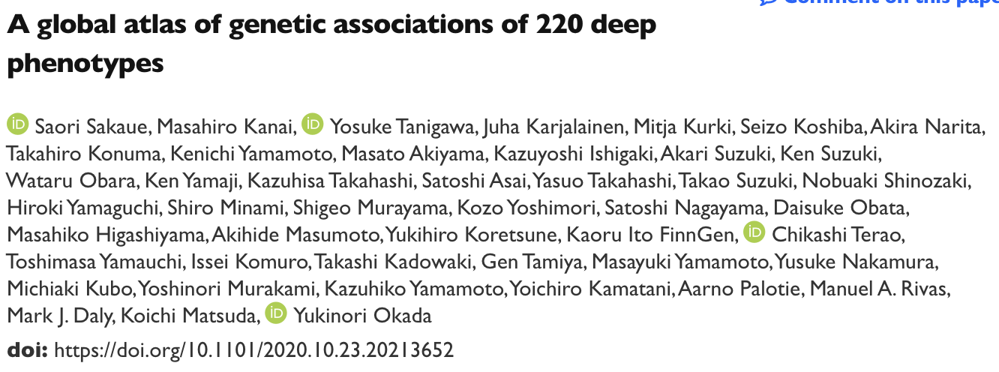 Comment on this pape
A global atlas of genetic associations of 220 deep
phenotypes
iD Saori Sakaue, Masahiro Kanai, iD Yosuke Tanigawa, Juha Karjalainen, Mitja Kurki, Seizo Koshiba, Akira Narita,
Takahiro Konuma, Kenichi Yamamoto, Masato Akiyama, Kazuyoshi Ishigaki, Akari Suzuki, Ken Suzuki,
Wataru Obara, Ken Yamaji, Kazuhisa Takahashi, Satoshi Asai, Yasuo Takahashi, Takao Suzuki, Nobuaki Shinozaki,
Hiroki Yamaguchi, Shiro Minami, Shigeo Murayama, Kozo Yoshimori, Satoshi Nagayama, Daisuke Obata,
Masahiko Higashiyama, Akihide Masumoto, Yukihiro Koretsune, Kaoru Ito FinnGen, iD Chikashi Terao,
Toshimasa Yamauchi, Issei Komuro, Takashi Kadowaki, Gen Tamiya, Masayuki Yamamoto, Yusuke Nakamura,
Michiaki Kubo, Yoshinori Murakami, Kazuhiko Yamamoto, Yoichiro Kamatani, Aarno Palotie, Manuel A. Rivas,
Mark J. Daly, Koichi Matsuda, iD Yukinori Okada
doi: https://doi.org/10.1101/2020.10.23.20213652